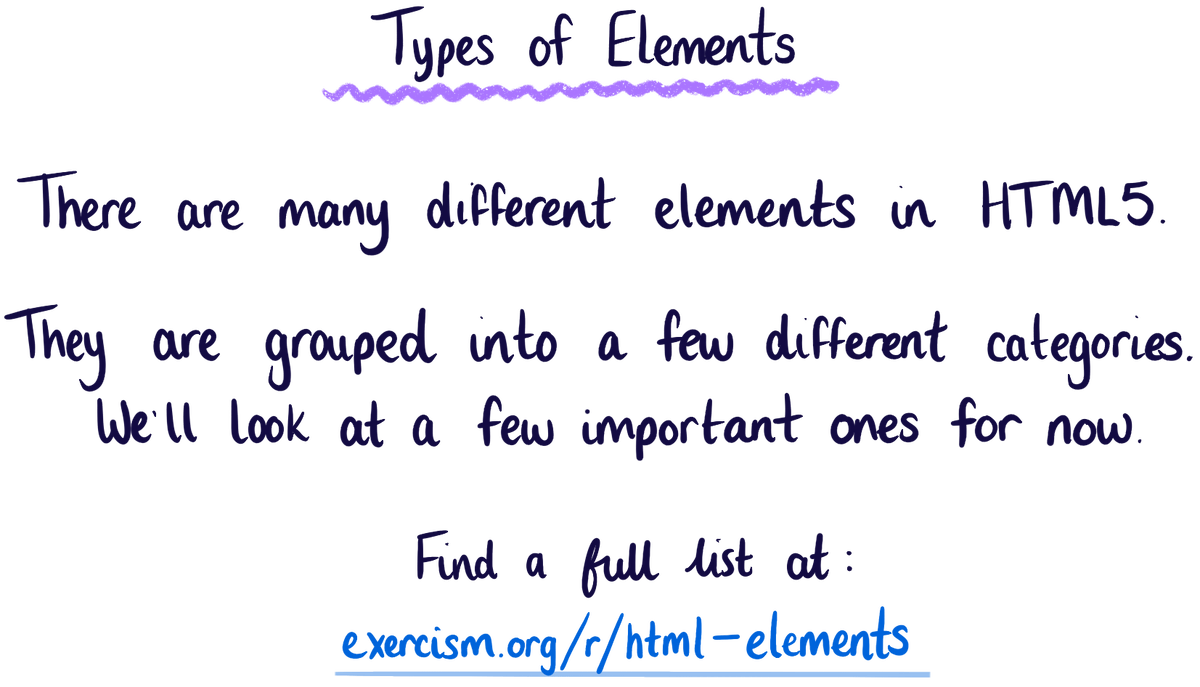 Types of Elements
There are many different elements in HTML5.
They are grouped into a few different categories.
We'll look at a few important ones for now.
Find a full list at:
exercism.org/r/html-elements